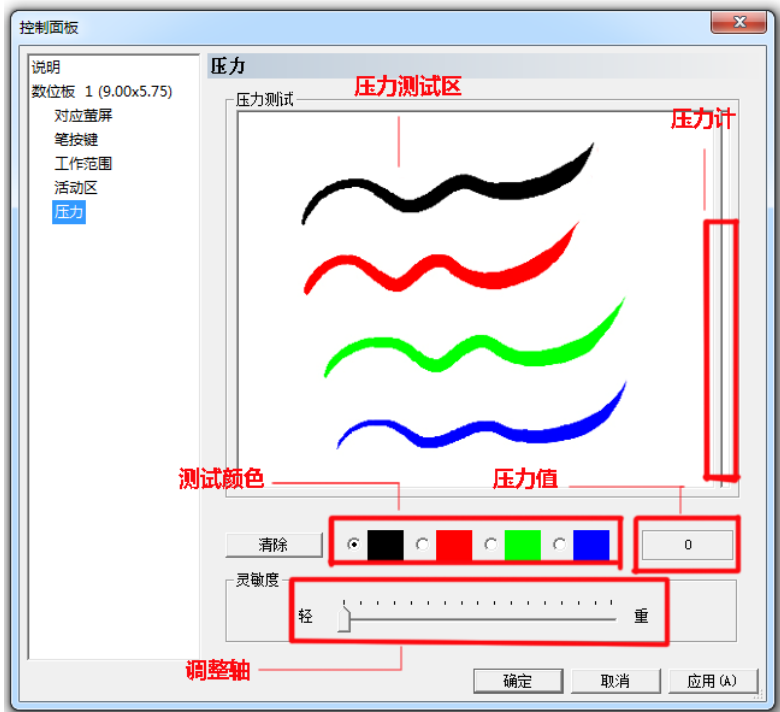 控制面板
说明
数位板 1 (9.00x5.75)
对应萤屏
笔按键
工作范围
活动区
压力
压力
压力测试
压力测试区
压力计
测试颜色
压力值
清除
0
灵敏度
轻
重
调整轴
确定
取消
应用(A)